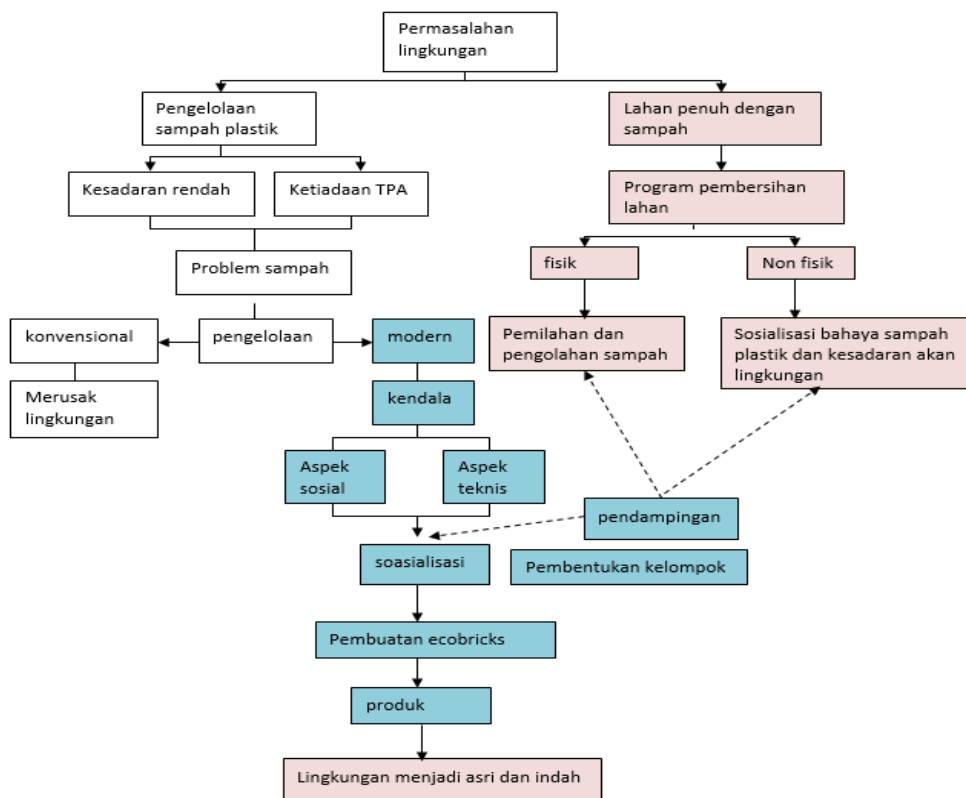 Permasalahan
lingkungan
Pengelolaan
sampah plastik
Lahan penuh dengan
sampah
Kesadaran rendah
Ketiadaan TPA
Program pembersihan
lahan
Problem sampah
fisik
Non fisik
konvensional
pengelolaan
modern
Pemilahan dan
pengolahan sampah
Sosialisasi bahaya sampah
plastik dan kesadaran akan
lingkungan
Merusak
lingkungan
kendala
Aspek
sosial
Aspek
teknis
pendampingan
soasialisasi
Pembentukan kelompok
Pembuatan ecobricks
produk
Lingkungan menjadi asri dan indah